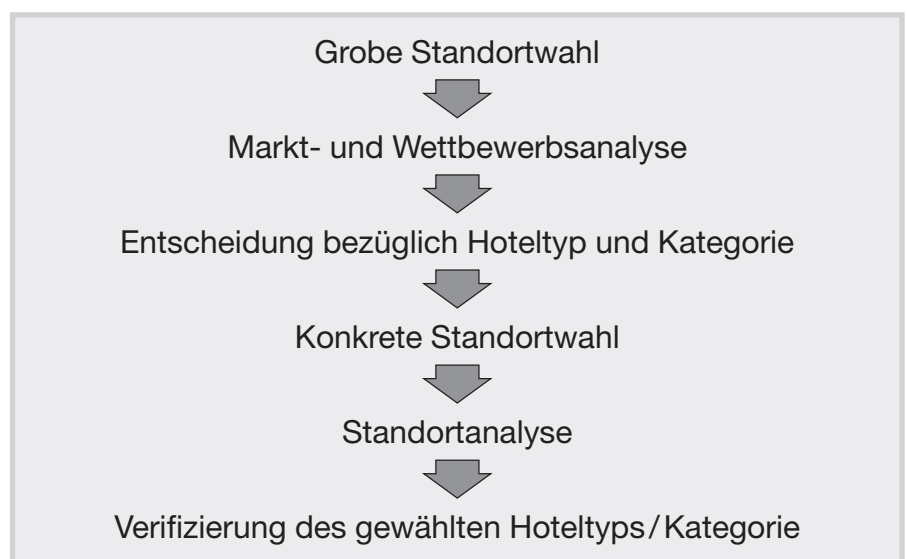 Grobe Standortwahl
Markt- und Wettbewerbsanalyse
Entscheidung bezüglich Hoteltyp und Kategorie
Konkrete Standortwahl
Standortanalyse
Verifizierung des gewählten Hoteltyps/Kategorie